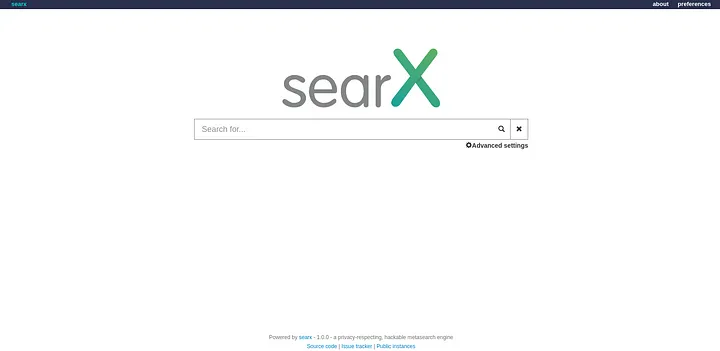 searx about preferences
searX
Search for...
Advanced settings
Powered by searx - 1.0.0 - a privacy-respecting, hackable metasearch engine
Source code | Issue tracker | Public instances